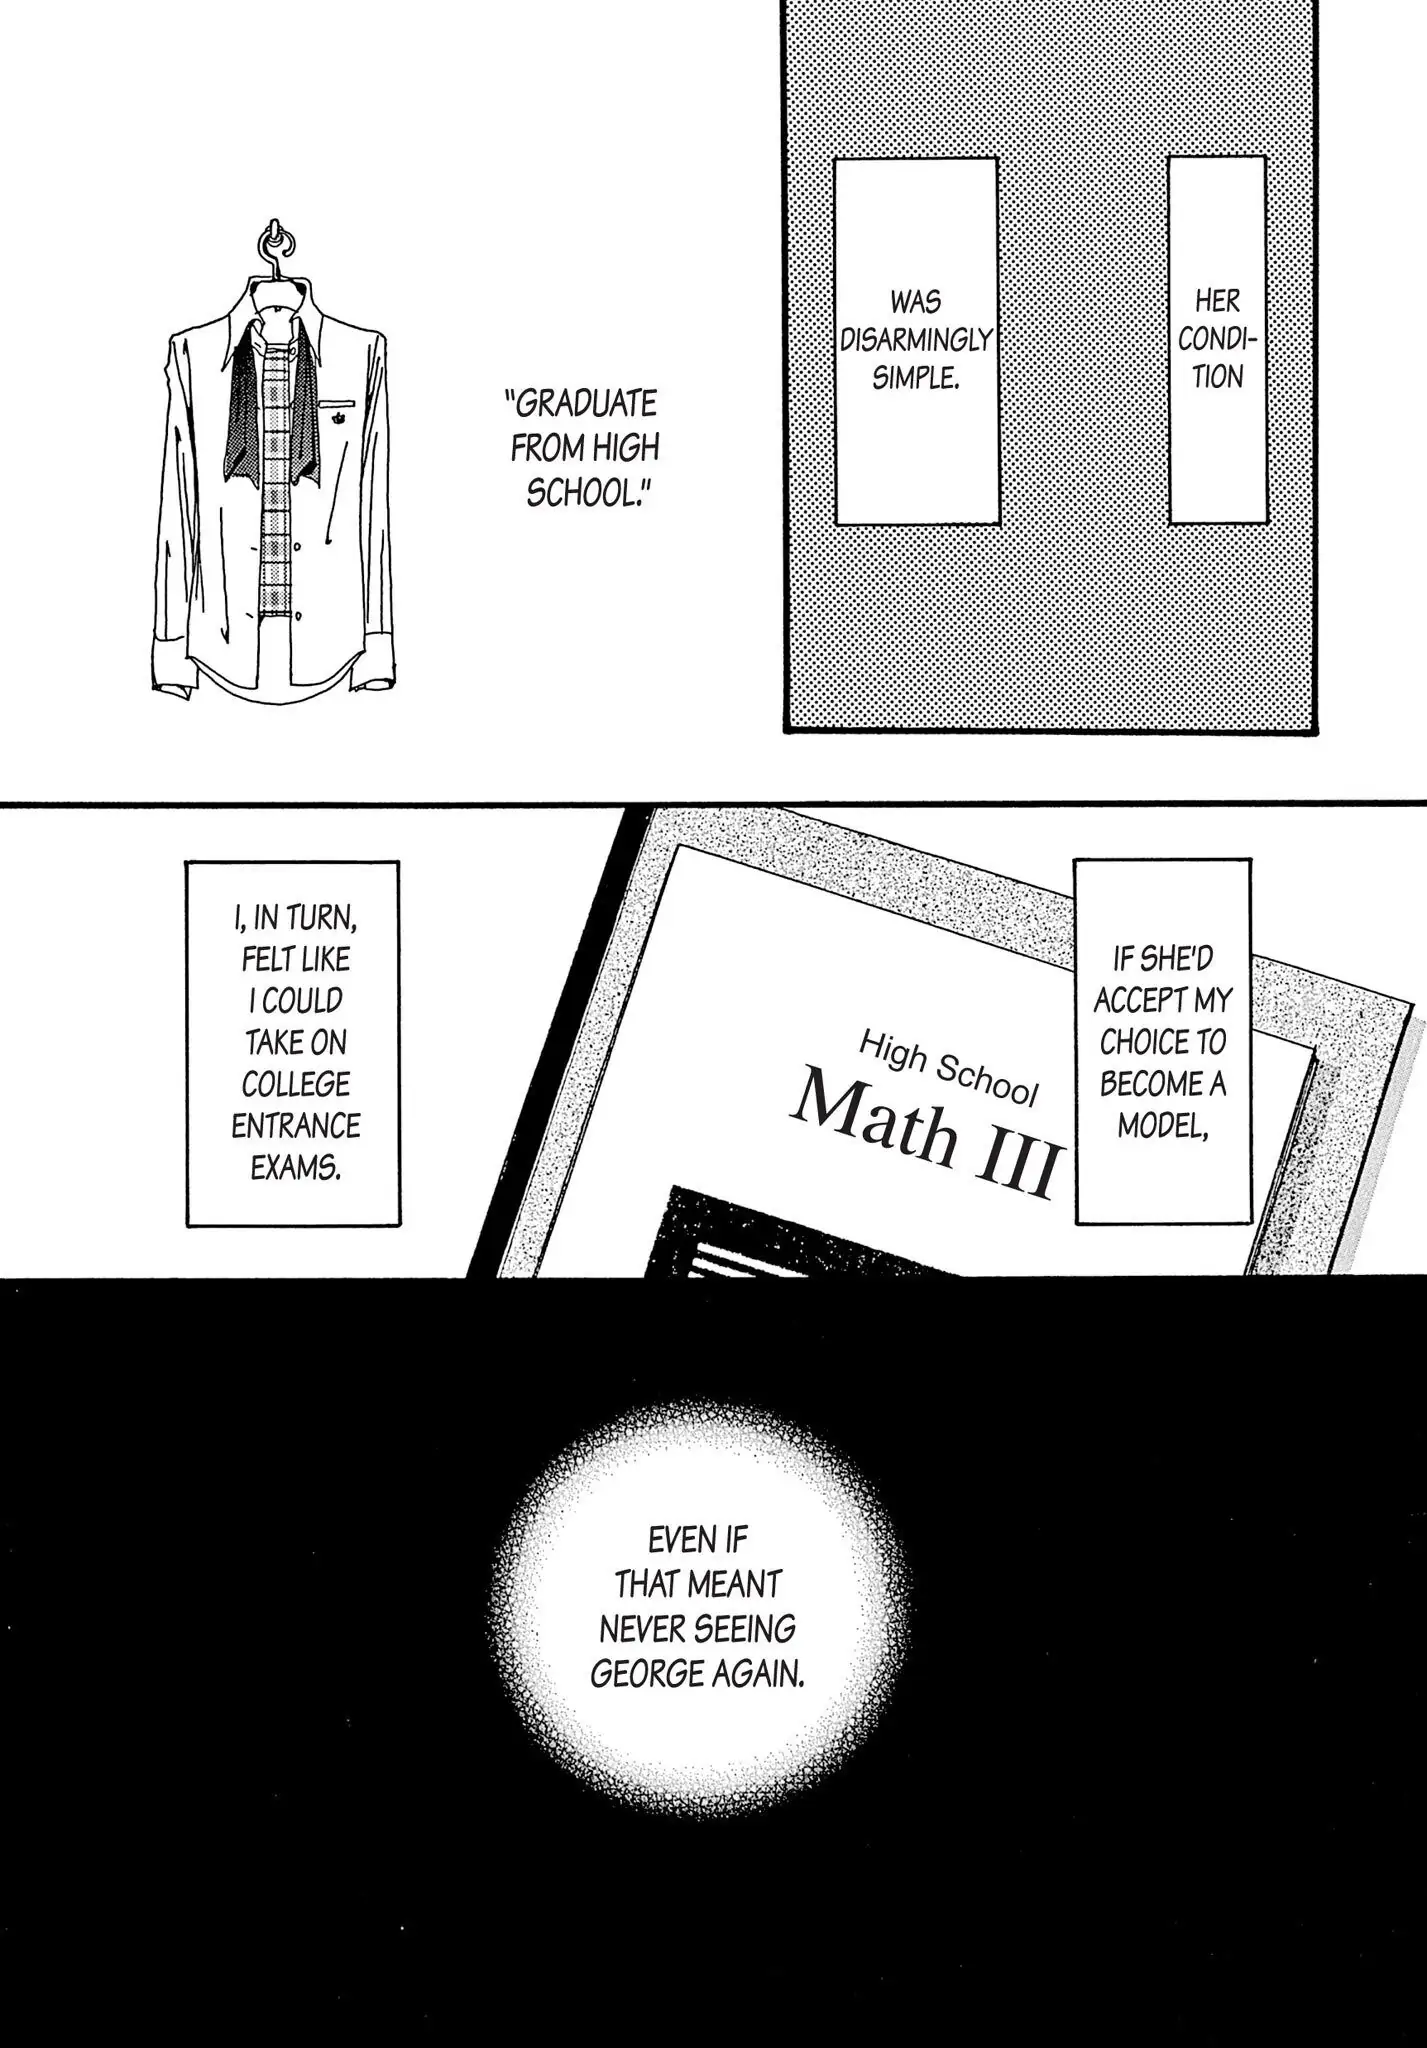 HER
CONDI-
TION
WAS
DISARMINGLY
SIMPLE.
"GRADUATE
FROM HIGH
SCHOOL."
IF SHE'D
ACCEPT MY
CHOICE TO
BECOME A
MODEL,
High School
Math III
I, IN TURN,
FELT LIKE
I COULD
TAKE ON
COLLEGE
ENTRANCE
EXAMS.
EVEN IF
THAT MEANT
NEVER SEEING
GEORGE AGAIN.